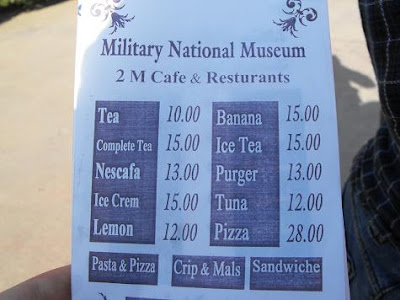 Military National Museum
2 M Cafe & Resturants
Tea 10.00 Banana 15.00
Complete Tea 15.00 Ice Tea 15.00
Nescafa 13.00 Purger 13.00
Ice Crem 15.00 Tuna 12.00
Lemon 12.00 Pizza 28.00
Pasta & Pizza Crip & Mals Sandwiche